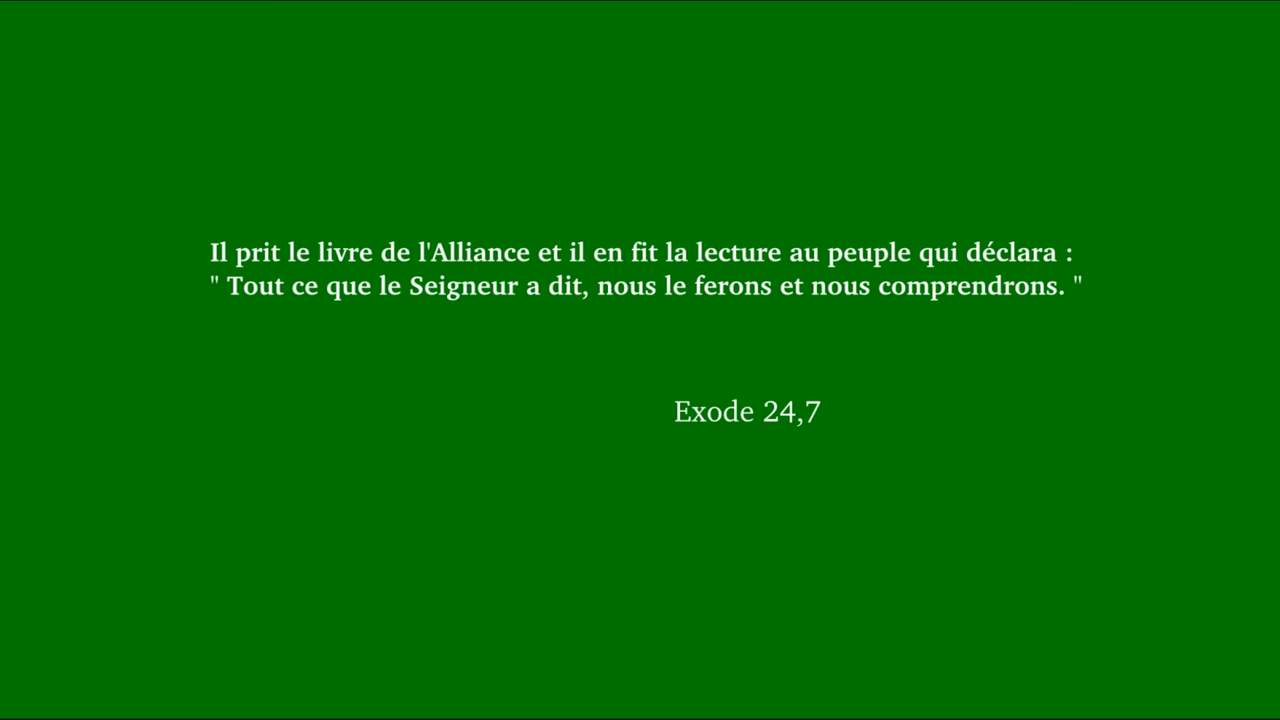 Il prit le livre de l'Alliance et il en fit la lecture au peuple qui déclara :
" Tout ce que le Seigneur a dit, nous le ferons et nous comprendrons. "
Exode 24,7